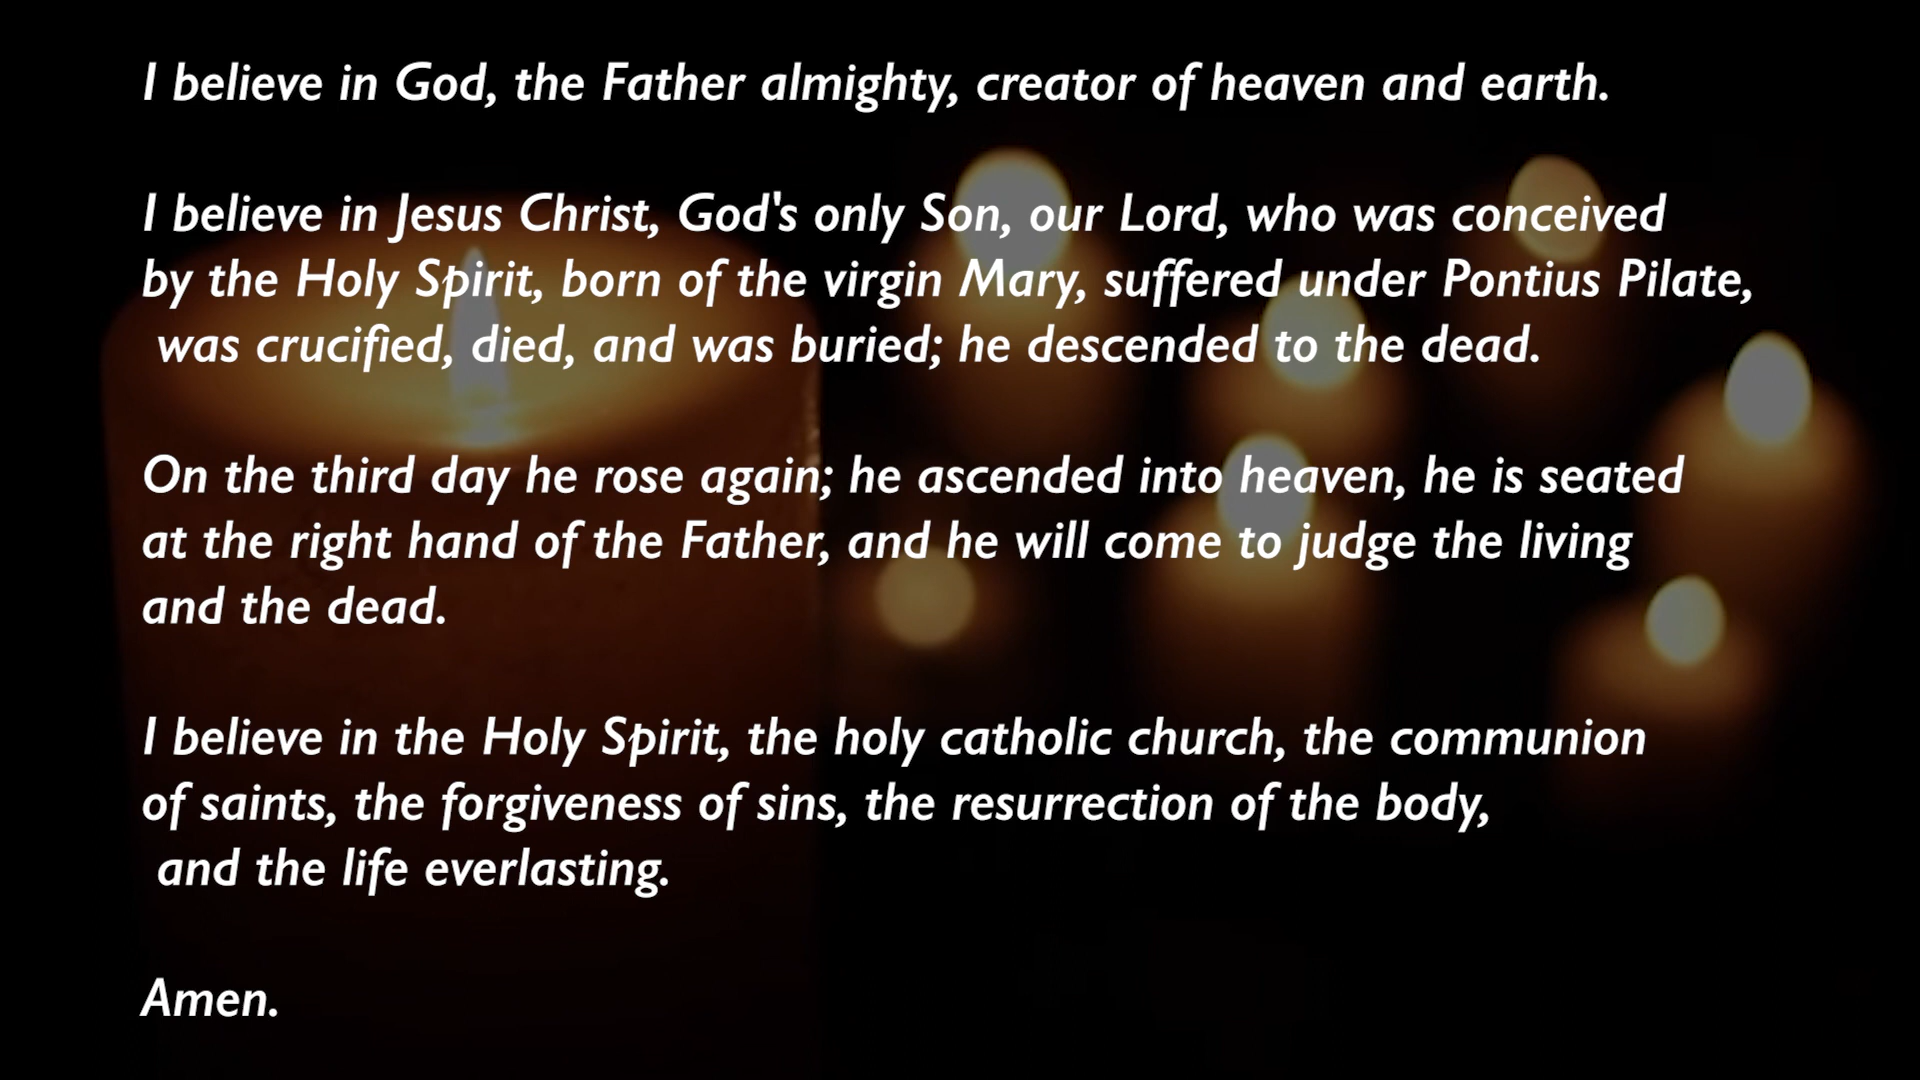 I believe in God, the Father almighty, creator of heaven and earth.
I believe in Jesus Christ, God's only Son, our Lord, who was conceived
by the Holy Spirit, born of the virgin Mary, suffered under Pontius Pilate,
was crucified, died, and was buried; he descended to the dead.
On the third day he rose again; he ascended into heaven, he is seated
at the right hand of the Father, and he will come to judge the living
and the dead.
I believe in the Holy Spirit, the holy catholic church, the communion
of saints, the forgiveness of sins, the resurrection of the body,
and the life everlasting.
Amen.